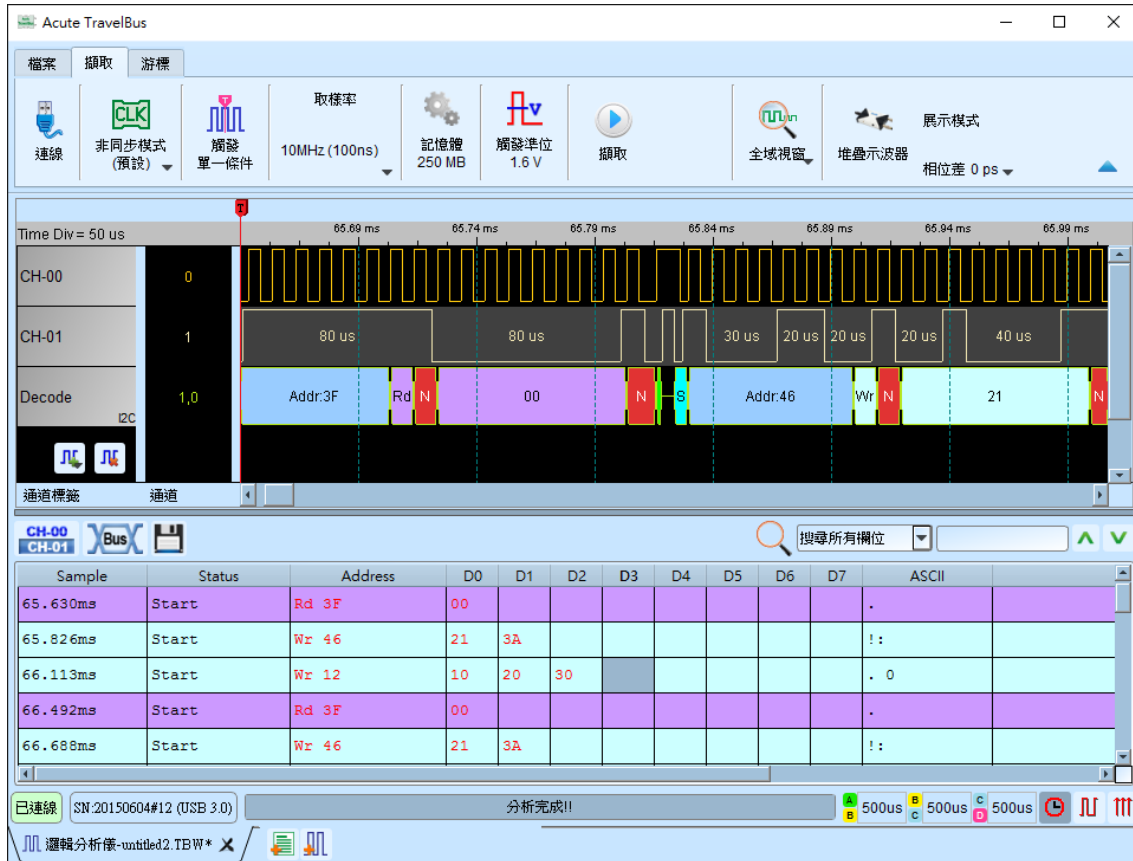 Acute TravelBus
檔案 擷取 游標
連線
CLK
非同步模式
(預設)
觸發
單一條件
取樣率
10MHz (100ns)
記憶體
250 MB
V
觸發準位
1.6 V
擷取
全域視窗
堆疊示波器
展示模式
相位差 0 ps
T
Time Div = 50 us 65.69 ms 65.74 ms 65.79 ms 65.84 ms 65.89 ms 65.94 ms 65.99 ms
CH-00 0
CH-01 1 80 us 80 us 30 us 20 us 20 us 20 us 40 us
Decode 1,0 Addr:3F Rd N 00 N S Addr:46 Wr N 21 N
I2C
通道標籤 通道
CH-00
CH-01
Bus
搜尋所有欄位
Sample Status Address D0 D1 D2 D3 D4 D5 D6 D7 ASCII
65.630ms Start Rd 3F 00 .
65.826ms Start Wr 46 21 3A !:
66.113ms Start Wr 12 10 20 30 . 0
66.492ms Start Rd 3F 00 .
66.688ms Start Wr 46 21 3A !:
已連線 SN:20150604#12 (USB 3.0) 分析完成!! A B 500us B C 500us C D 500us
邏輯分析儀-untitled2.TBW*